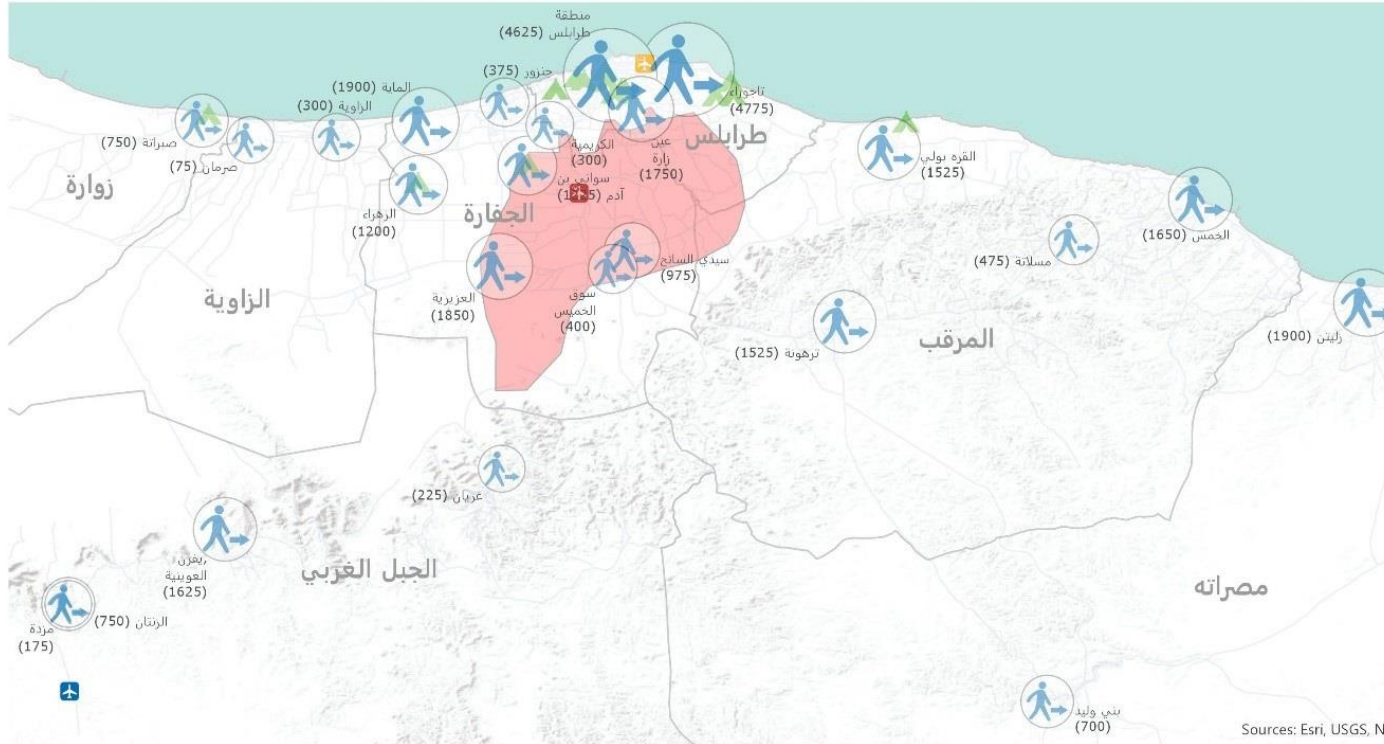 منطقة
طرابلس (4625)
جنزور (375)
الماية (1900)
الزاوية (300)
صبراتة (750)
صرمان (75)
تاجوراء
(4775)
طرابلس
الكريمية
(300)
عين
زارة
(1750)
القره بولي
(1525)
زوارة
سواني بن
آدم
الجفارة
الزهراء
(1200)
الخمس
(1650)
مسلاتة (475)
سيدي السائح
(975)
الزاوية
العزيزية
(1850)
سوق
الخميس
(400)
زليتن (1900)
ترهونة (1525)
المرقب
غريان (225)
يفرن,
العوينية
(1625)
الجبل الغربي
مصراته
الزنتان (750)
مزدة
(175)
بني وليد
(700)
Sources: Esri, USGS, N